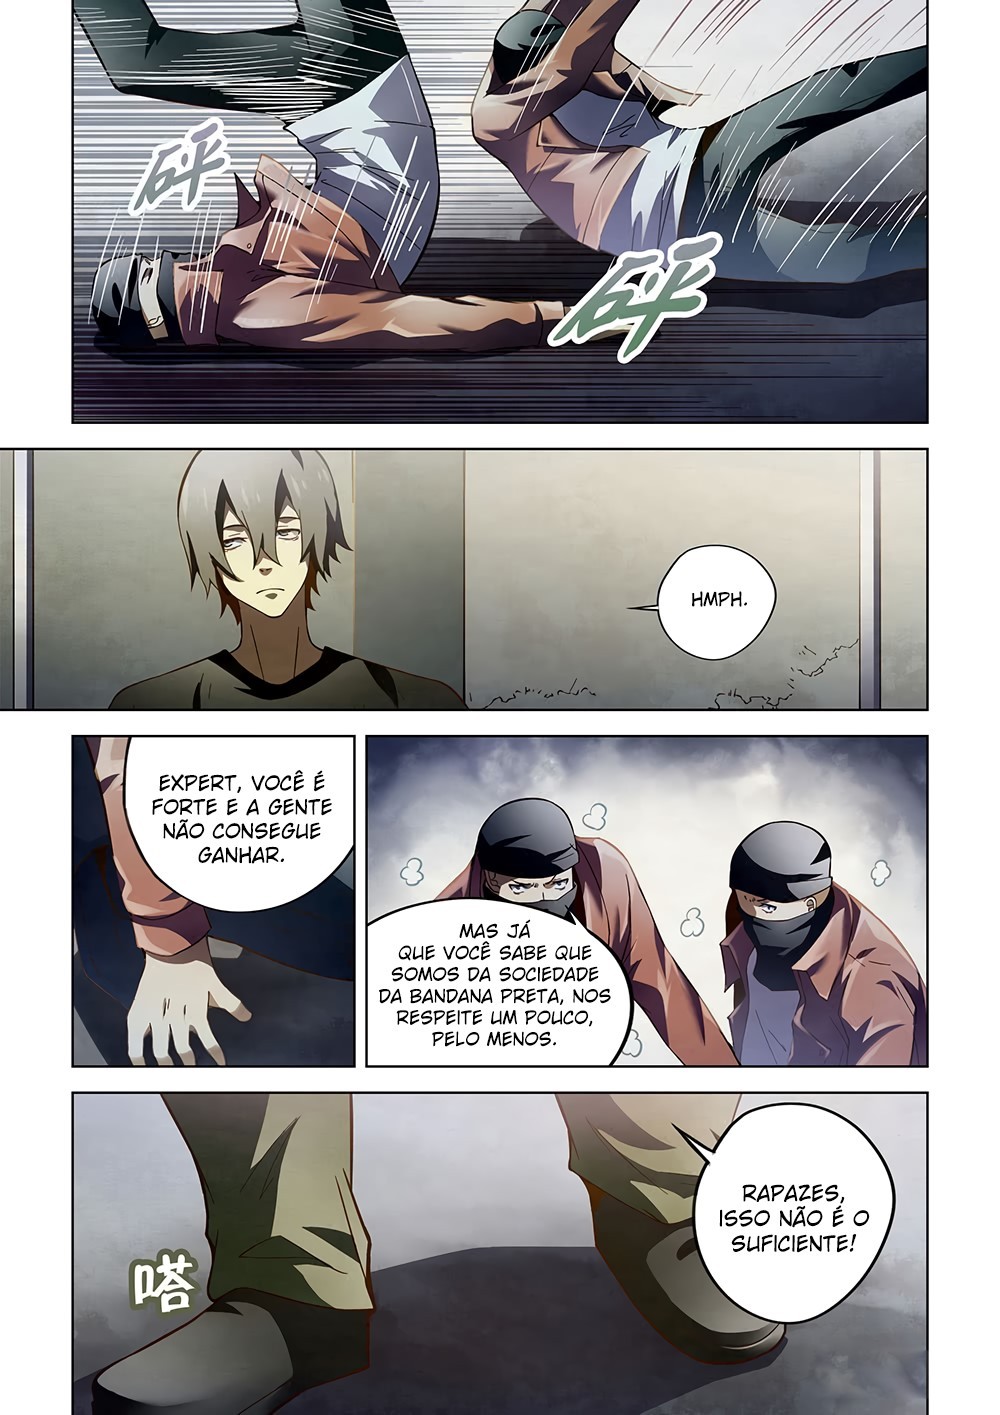 砰
砰
HMPH.
EXPERT, VOCÊ É
FORTE E A GENTE
NÃO CONSEGUE
GANHAR.
MAS JÁ
QUE VOCÊ SABE QUE
SOMOS DA SOCIEDADE
DA BANDANA PRETA, NOS
RESPEITE UM POUCO,
PELO MENOS.
RAPAZES,
ISSO NÃO É O
SUFICIENTE!
嗒